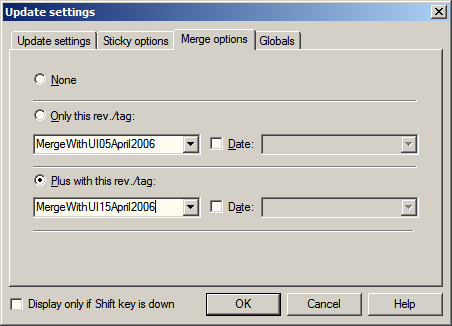 Update settings
Update settings Sticky options Merge options Globals
None
Only this rev./tag:
MergeWithUI05April2006 Date:
Plus with this rev./tag:
MergeWithUI15April2006 Date:
Display only if Shift key is down OK Cancel Help